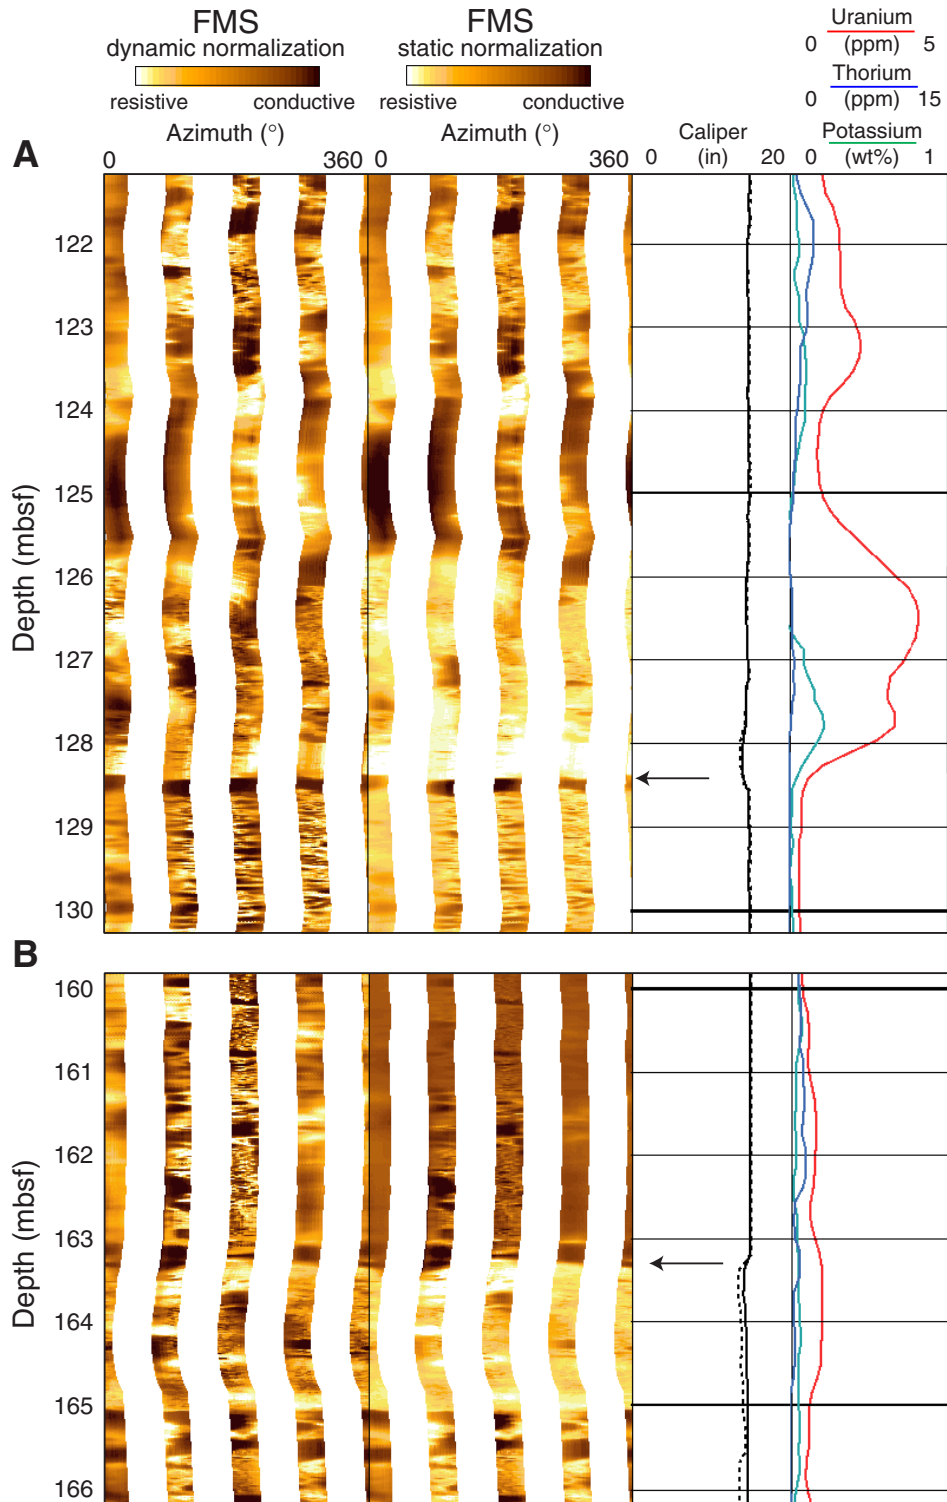 FMS
dynamic normalization
resistive conductive
Azimuth (°)
0 360
FMS
static normalization
resistive conductive
Azimuth (°)
0 360
Caliper
0 (in) 20
Uranium
0 (ppm) 5
Thorium
0 (ppm) 15
Potassium
0 (wt%) 1
A
Depth (mbsf)
122
123
124
125
126
127
128
129
130
B
Depth (mbsf)
160
161
162
163
164
165
166